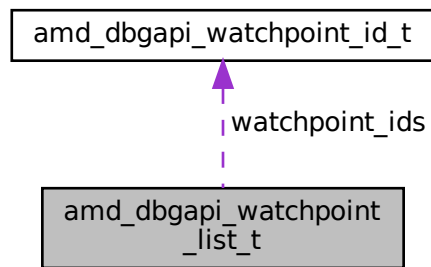 amd_dbgapi_watchpoint_id_t
watchpoint_ids
amd_dbgapi_watchpoint
_list_t